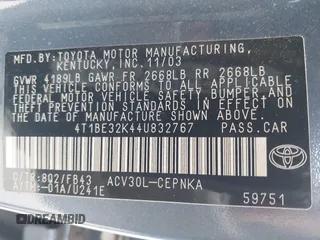 MFD.BY:TOYOTA MOTOR MANUFACTURING,
KENTUCKY,INC.11/03
GVWR 4189LB GAWR FR 2668LB RR 2668LB
THIS VEHICLE CONFORMS TO ALL APPLICABLE
FEDERAL MOTOR VEHICLE SAFETY, BUMPER, AND
THEFT PREVENTION STANDARDS IN EFFECT ON
THE DATE OF MANUFACTURE SHOWN ABOVE.
4T1BE32K44U832767 PASS.CAR
C/TR:8Q2/FB43 ACV30L-CEPNKA
A/TM:-01A/U241E
TOYOTA
59751
DREAMBID